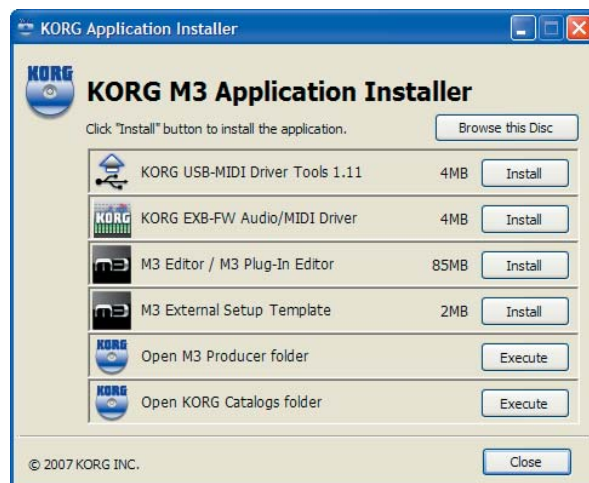 KORG Application Installer
KORG
KORG M3 Application Installer
Click "Install" button to install the application.
Browse this Disc
KORG USB-MIDI Driver Tools 1.11 4MB Install
KORG KORG EXB-FW Audio/MIDI Driver 4MB Install
m3 M3 Editor / M3 Plug-In Editor 85MB Install
m3 M3 External Setup Template 2MB Install
KORG Open M3 Producer folder Execute
KORG Open KORG Catalogs folder Execute
© 2007 KORG INC. Close